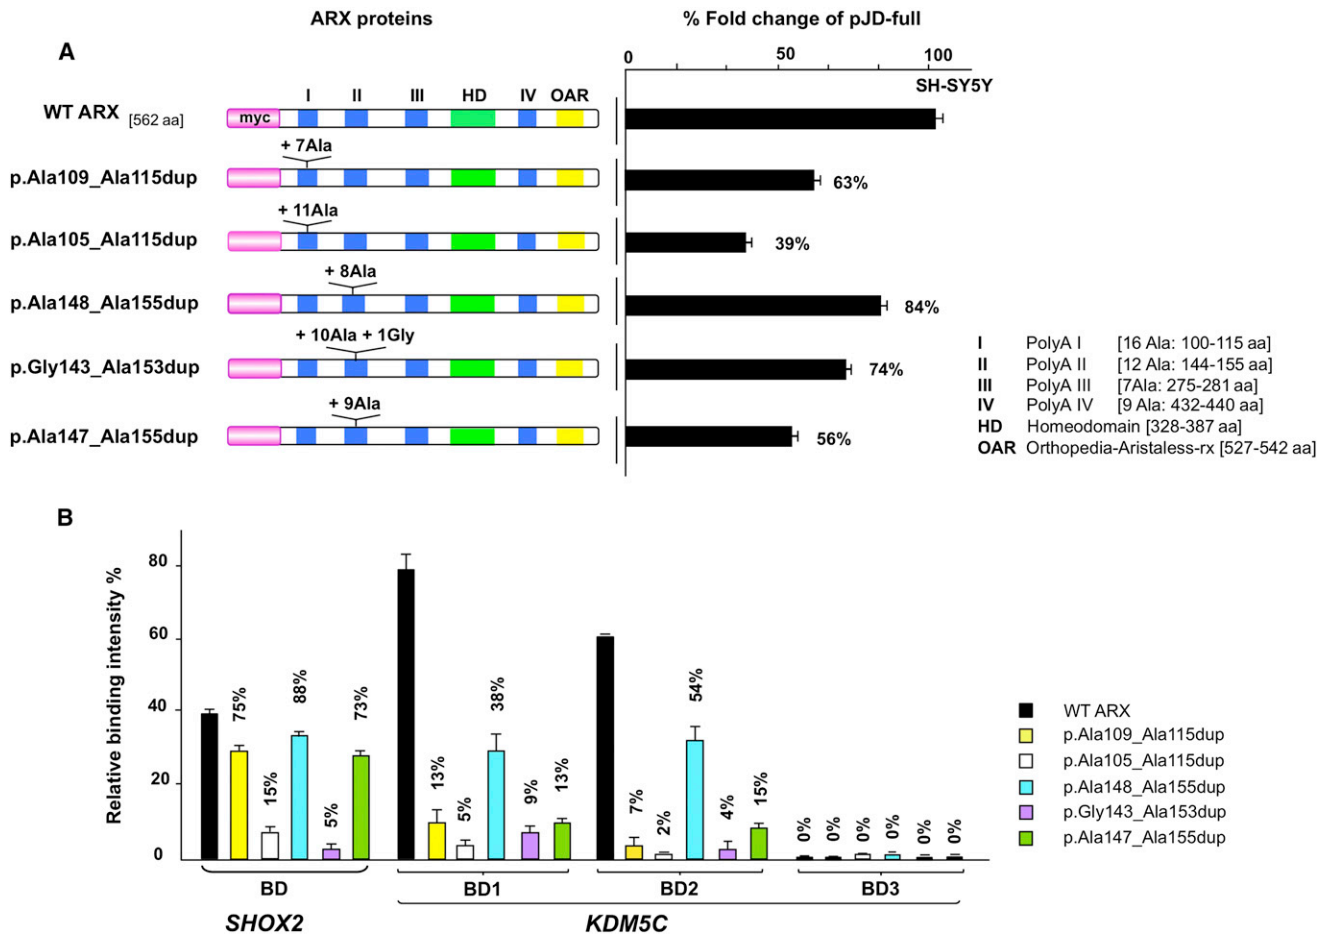 ARX proteins
% Fold change of pJD-full
A
0 50 100
SH-SY5Y
I II III HD IV OAR
WT ARX [562 aa]
myc
+ 7Ala
p.Ala109_Ala115dup
63%
+ 11Ala
p.Ala105_Ala115dup
39%
+ 8Ala
p.Ala148_Ala155dup
84%
+ 10Ala + 1Gly
p.Gly143_Ala153dup
74%
+ 9Ala
p.Ala147_Ala155dup
56%
I PolyA I [16 Ala: 100-115 aa]
II PolyA II [12 Ala: 144-155 aa]
III PolyA III [7Ala: 275-281 aa]
IV PolyA IV [9 Ala: 432-440 aa]
HD Homeodomain [328-387 aa]
OAR Orthopedia-Aristaless-rx [527-542 aa]
B
Relative binding intensity %
80
60
40
20
0
75% 15% 88% 5% 73%
13% 5% 38% 9% 13%
7% 2% 54% 4% 15%
0% 0% 0% 0% 0% 0%
BD BD1 BD2 BD3
SHOX2 KDM5C
WT ARX
p.Ala109_Ala115dup
p.Ala105_Ala115dup
p.Ala148_Ala155dup
p.Gly143_Ala153dup
p.Ala147_Ala155dup